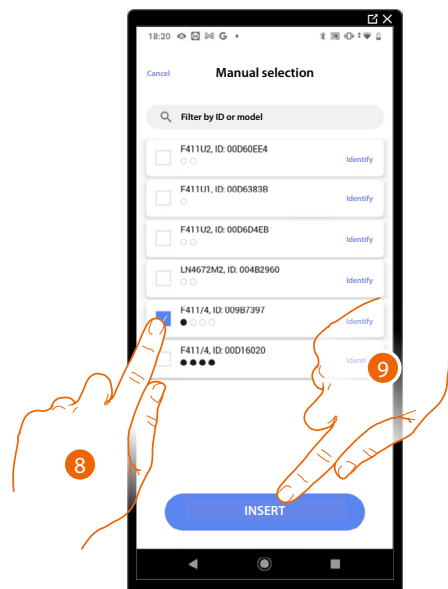 18:20 G
Cancel Manual selection
Filter by ID or model
F411U2, ID: 00D60EE4
Identify
F411U1, ID: 00D6383B
Identify
F411U2, ID: 00D6D4EB
Identify
LN4672M2, ID: 004B2960
Identify
F411/4, ID: 009B7397
Identify
F411/4, ID: 00D16020
Identify
9
8
INSERT